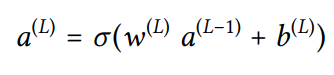 a^(L) = σ(w^(L) a^(L−1) + b^(L))